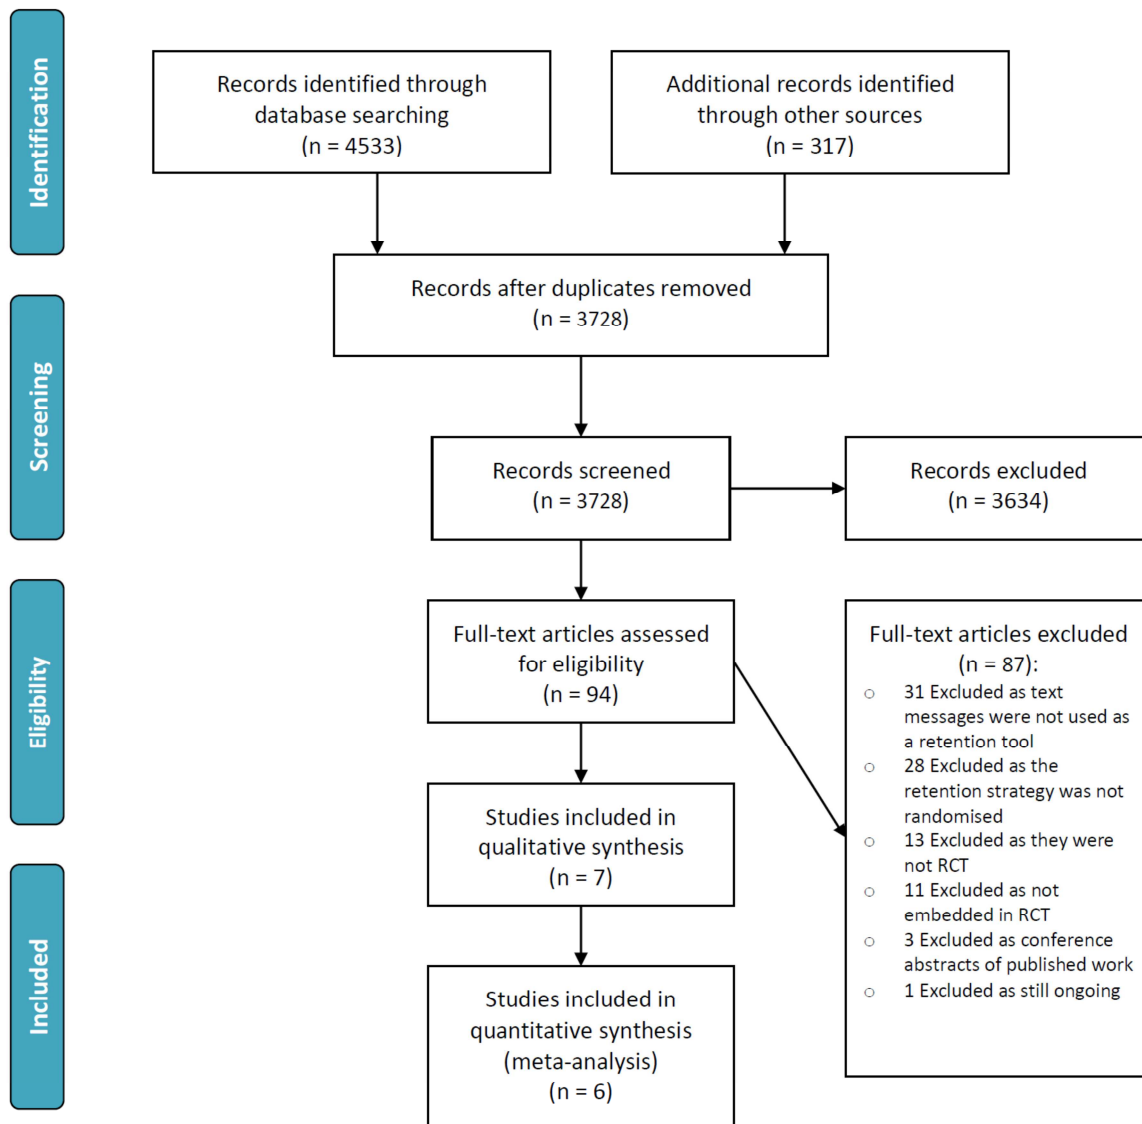 Identification
Records identified through
database searching
(n = 4533)
Additional records identified
through other sources
(n = 317)
Records after duplicates removed
(n = 3728)
Screening
Records screened
(n = 3728)
Records excluded
(n = 3634)
Eligibility
Full-text articles assessed
for eligibility
(n = 94)
Full-text articles excluded
(n = 87):
○ 31 Excluded as text
messages were not used as
a retention tool
○ 28 Excluded as the
retention strategy was not
randomised
○ 13 Excluded as they were
not RCT
○ 11 Excluded as not
embedded in RCT
○ 3 Excluded as conference
abstracts of published work
○ 1 Excluded as still ongoing
Studies included in
qualitative synthesis
(n = 7)
Included
Studies included in
quantitative synthesis
(meta-analysis)
(n = 6)